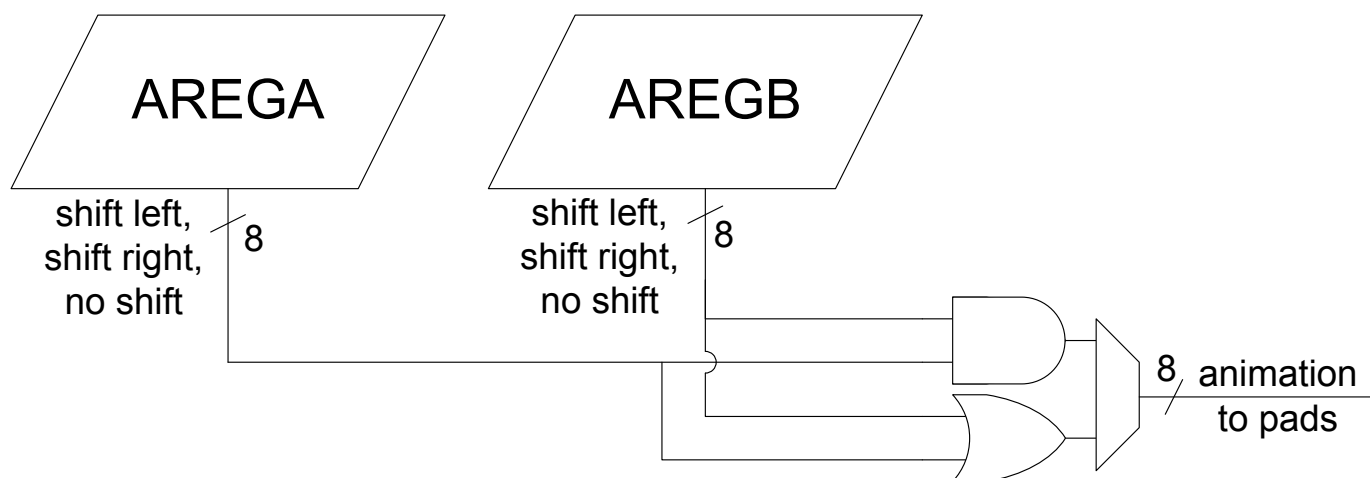 AREGA
AREGB
shift left,
shift right,
no shift
8
shift left,
shift right,
no shift
8
8
animation
to pads